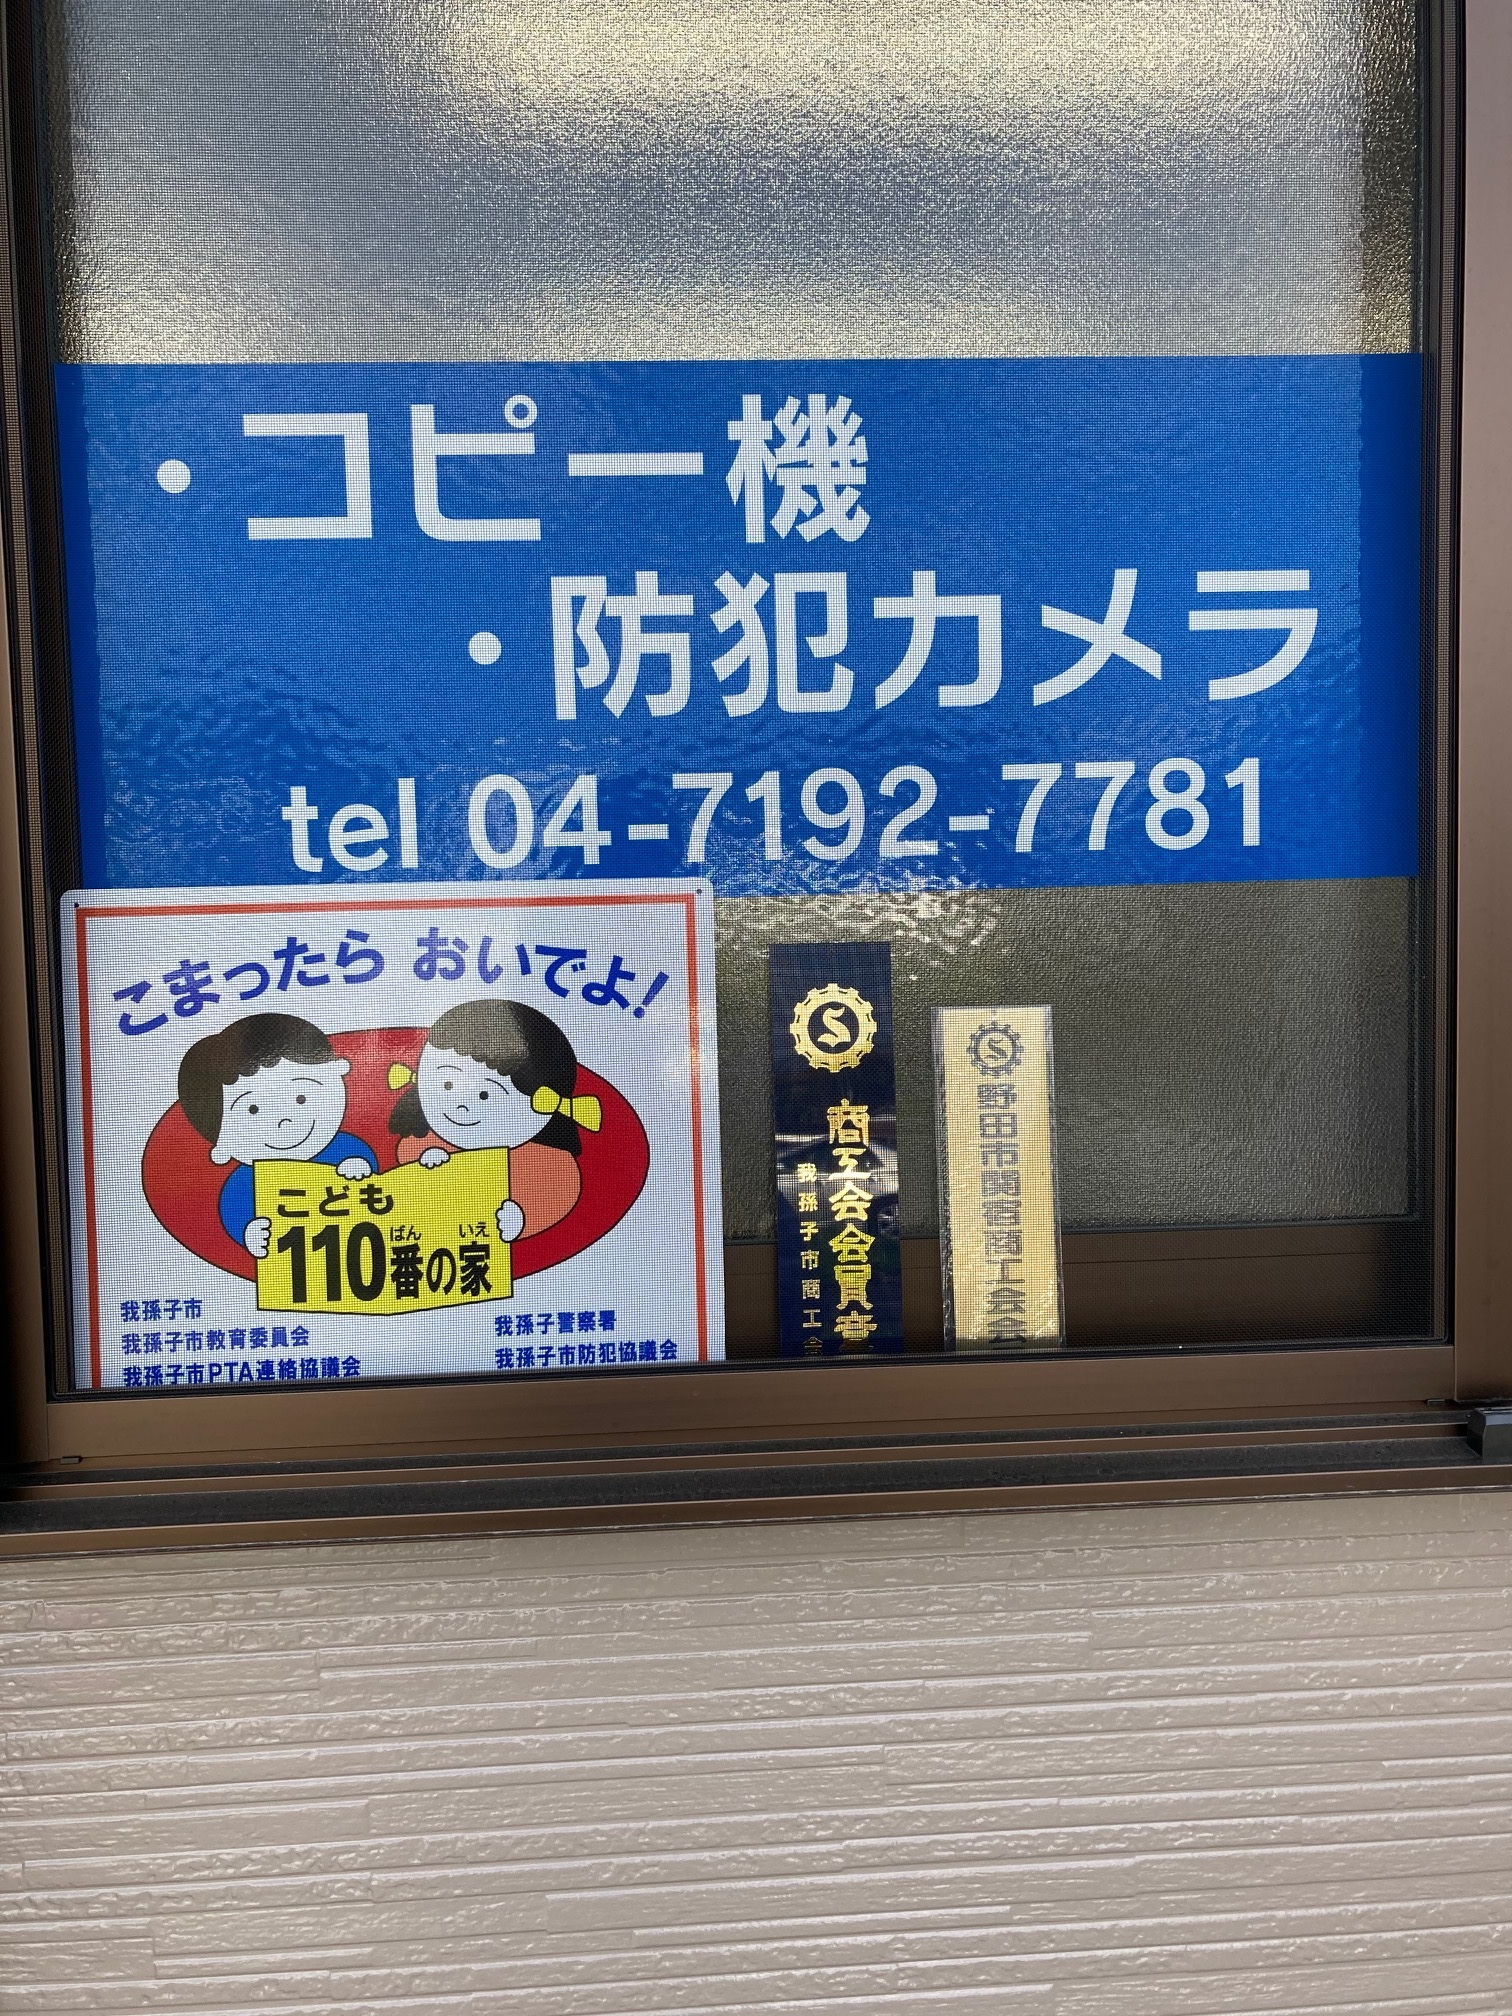 ・コピー機
・防犯カメラ
tel 04-7192-7781
こまったら おいでよ!
こども
ばん いえ
110番の家
我孫子市
我孫子市教育委員会
我孫子市PTA連絡協議会
我孫子警察署
我孫子市防犯協議会
S
商工会会員章
我孫子市商工会
S
野田市関宿商工会